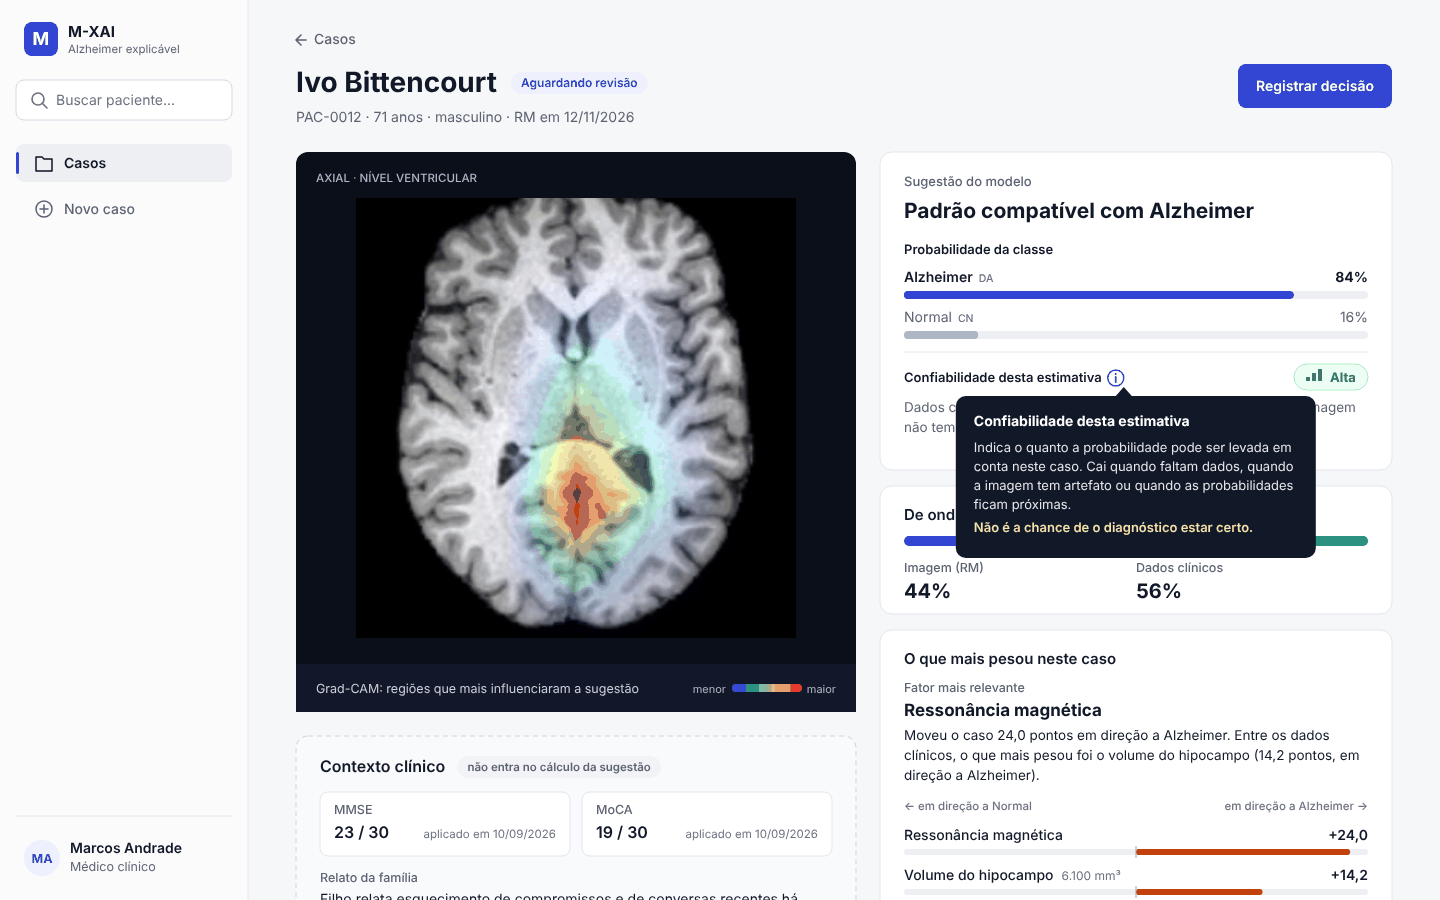 M
M-XAI
Alzheimer explicável
Buscar paciente...
Casos
Novo caso
MA
Marcos Andrade
Médico clínico
← Casos
Ivo Bittencourt
Aguardando revisão
PAC-0012 · 71 anos · masculino · RM em 12/11/2026
Registrar decisão
AXIAL · NÍVEL VENTRICULAR
Grad-CAM: regiões que mais influenciaram a sugestão
menor
maior
Contexto clínico
não entra no cálculo da sugestão
MMSE
23 / 30
aplicado em 10/09/2026
MoCA
19 / 30
aplicado em 10/09/2026
Relato da família
Filho relata esquecimento de compromissos e de conversas recentes há
Sugestão do modelo
Padrão compatível com Alzheimer
Probabilidade da classe
Alzheimer DA
84%
Normal CN
16%
Confiabilidade desta estimativa
Alta
Dados
não tem
Confiabilidade desta estimativa
Indica o quanto a probabilidade pode ser levada em
conta neste caso. Cai quando faltam dados, quando
a imagem tem artefato ou quando as probabilidades
ficam próximas.
Não é a chance de o diagnóstico estar certo.
De
Imagem (RM)
44%
Dados clínicos
56%
O que mais pesou neste caso
Fator mais relevante
Ressonância magnética
Moveu o caso 24,0 pontos em direção a Alzheimer. Entre os dados
clínicos, o que mais pesou foi o volume do hipocampo (14,2 pontos, em
direção a Alzheimer).
← em direção a Normal
em direção a Alzheimer →
Ressonância magnética
+24,0
Volume do hipocampo 6.100 mm³
+14,2